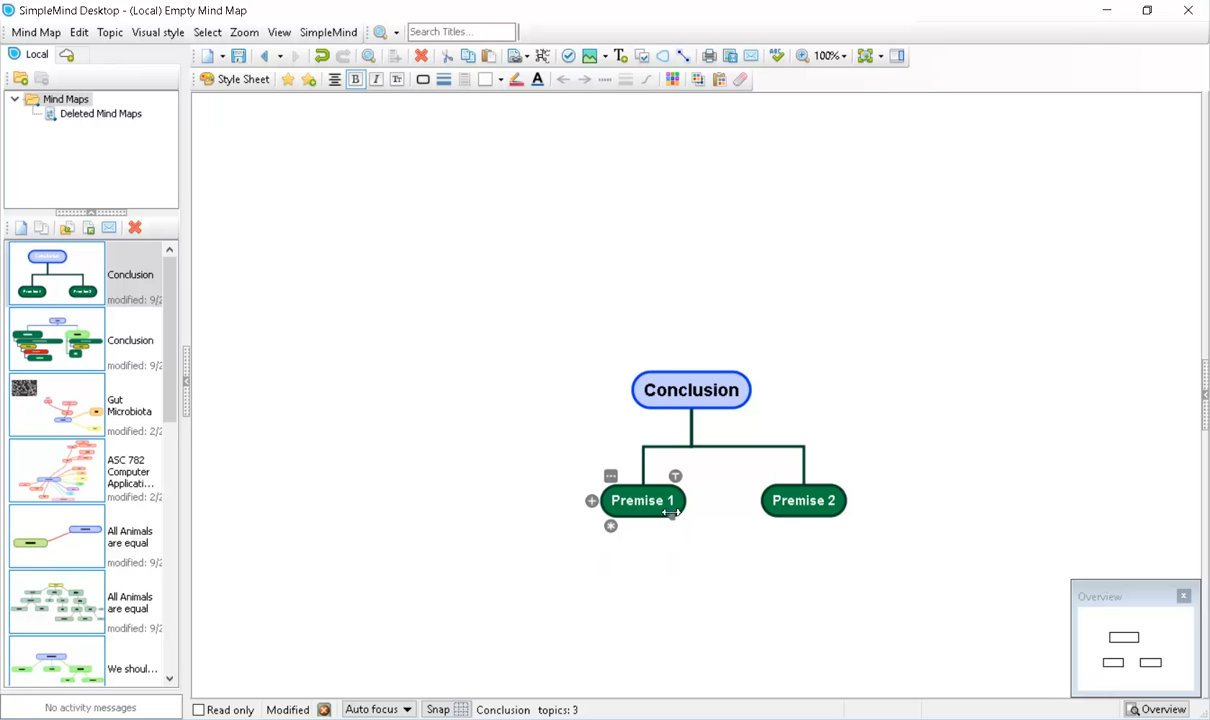 SimpleMind Desktop - (Local) Empty Mind Map
Mind Map Edit Topic Visual style Select Zoom View SimpleMind Search Titles...
Local
100%
Style Sheet
Mind Maps
Deleted Mind Maps
Conclusion
modified: 9/2
Conclusion
modified: 9/2
Gut
Microbiota
modified: 2/2
ASC 782
Computer
Applicati...
modified: 2/2
All Animals
are equal
modified: 9/2
All Animals
are equal
modified: 9/2
We shoul...
Conclusion
Premise 1
Premise 2
Overview
No activity messages
Read only Modified Auto focus Snap Conclusion topics: 3 Overview